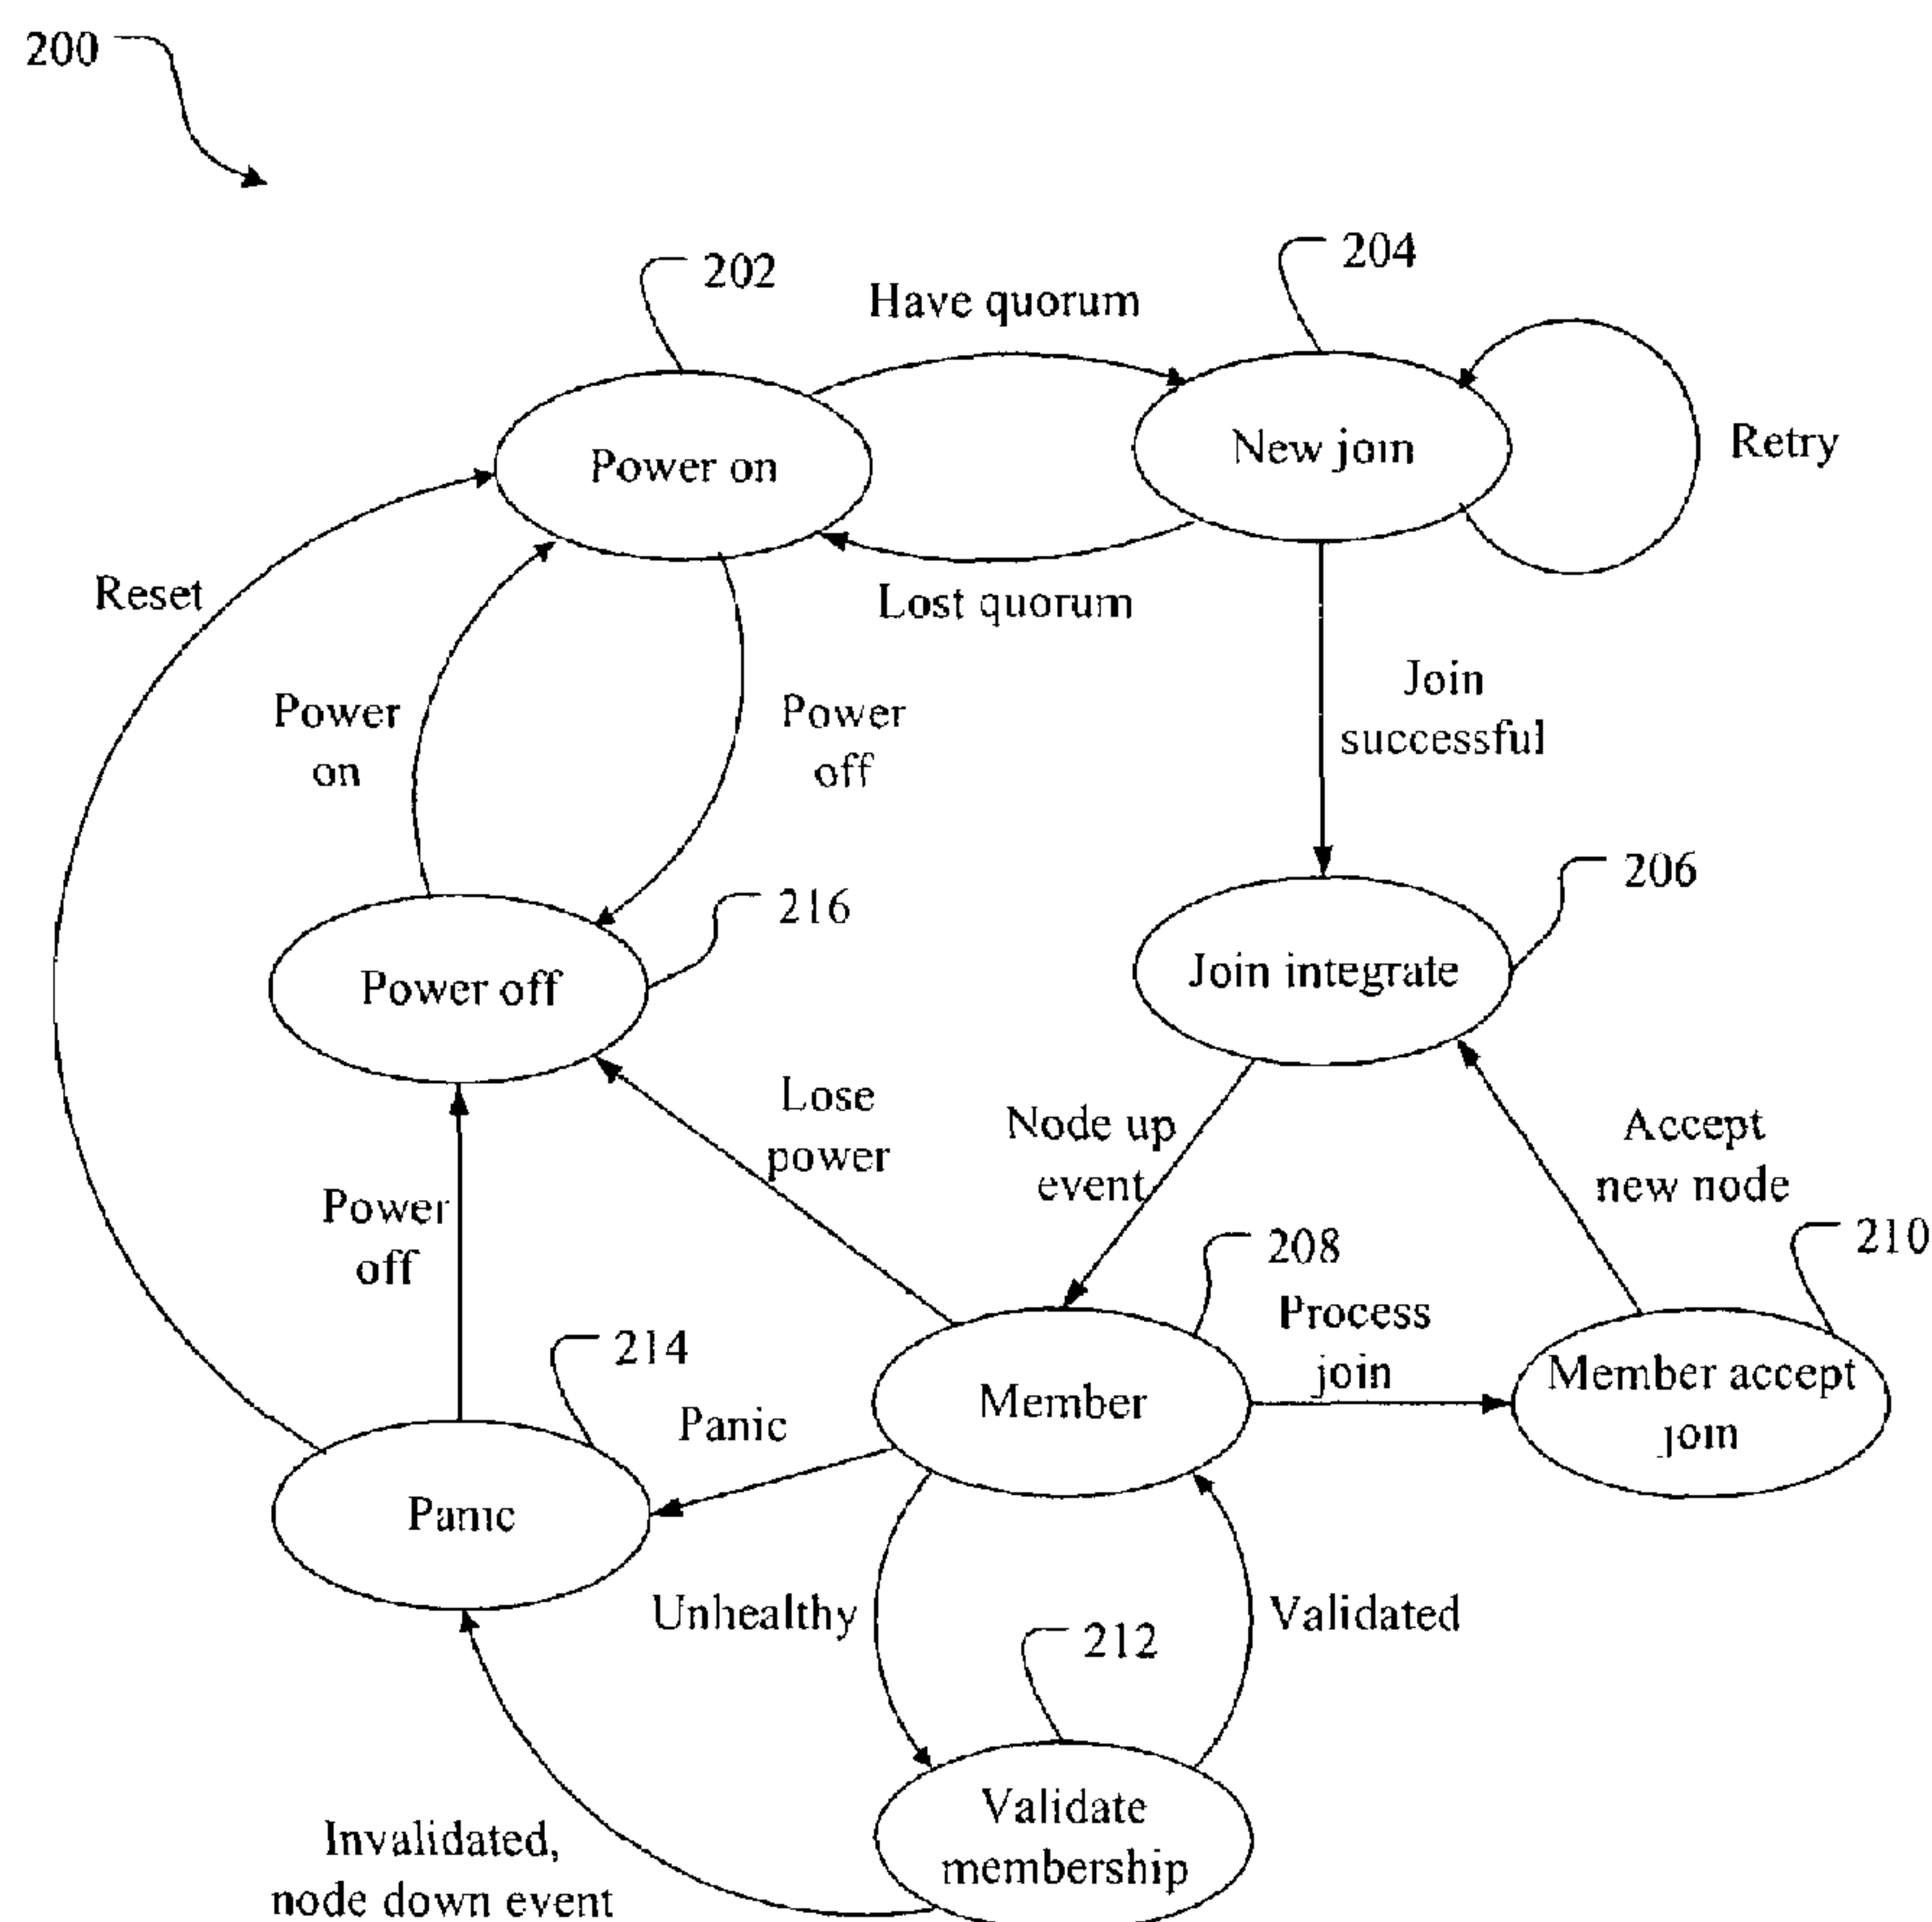 200
202
204
Have quorum
Power on
New join
Retry
Reset
Lost quorum
Power
on
Power
off
Join
successful
206
216
Power off
Join integrate
Lose
power
Node up
event
Accept
new node
Power
off
208
210
Process
join
214
Panic
Member
Member accept
join
Panic
Unhealthy
Validated
212
Validate
membership
Invalidated,
node down event